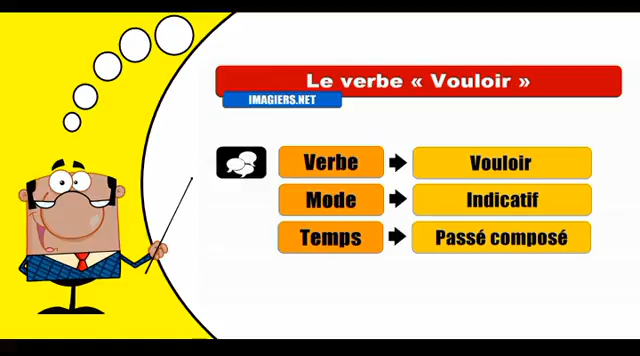 Le verbe « Vouloir »
IMAGIERS.NET
Verbe Vouloir
Mode Indicatif
Temps Passé composé